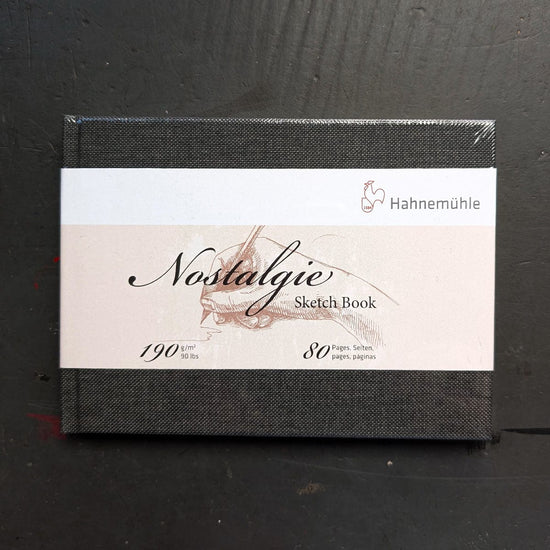 Hahnemühle
Nostalgie
Sketch Book
190 g/m²
90 lbs
80 Pages, Seiten,
pages, páginas